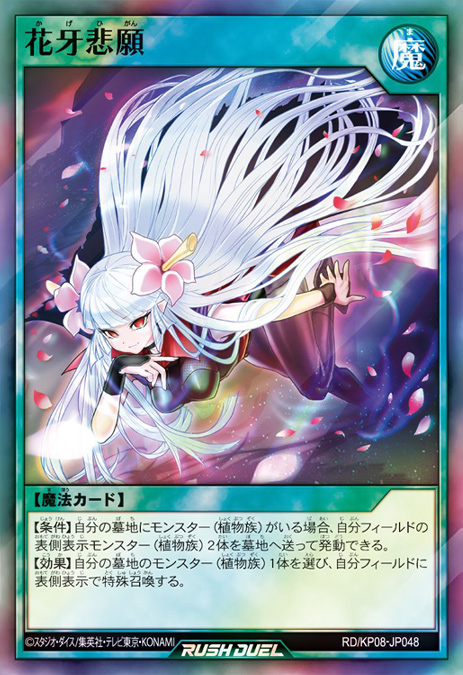 かげひがん
花牙悲願
ま
魔
【魔法カード】
【条件】自分の墓地にモンスター（植物族）がいる場合、自分フィールドの
表側表示モンスター（植物族）2体を墓地へ送って発動できる。
【効果】自分の墓地のモンスター（植物族）1体を選び、自分フィールドに
表側表示で特殊召喚する。
©スタジオ・ダイス/集英社・テレビ東京・KONAMI
RUSH DUEL
RD/KP08-JP048